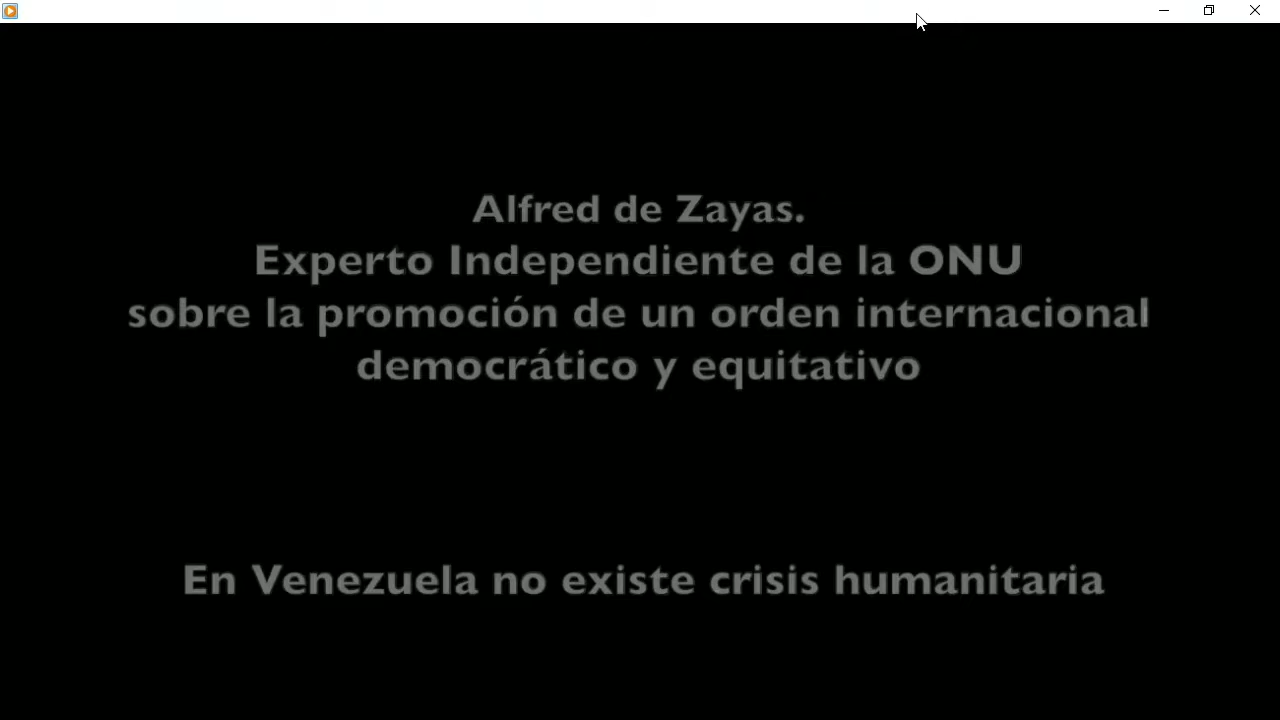 Alfred de Zayas.
Experto Independiente de la ONU
sobre la promoción de un orden internacional
democrático y equitativo
En Venezuela no existe crisis humanitaria